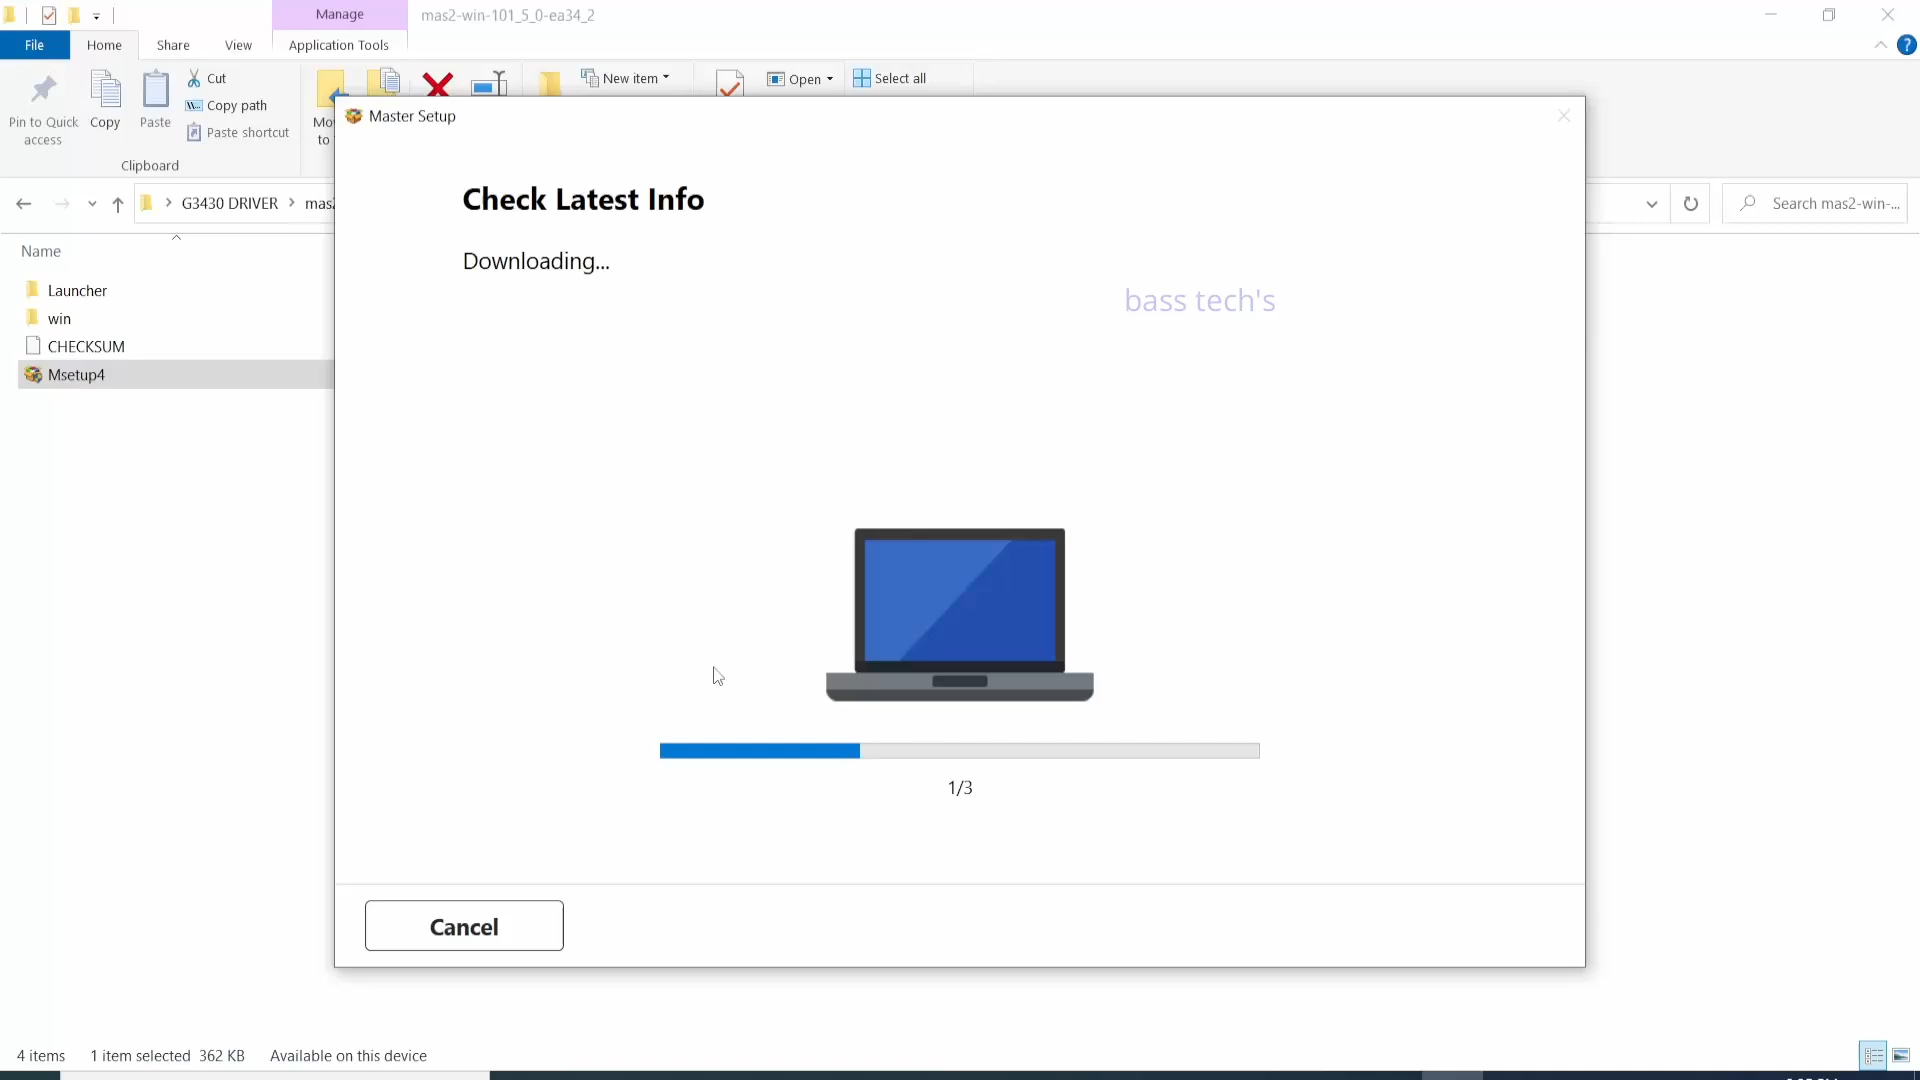 Manage
mas2-win-101_5_0-ea34_2
File
Home
Share
View
Application Tools
Pin to Quick
access
Copy
Paste
Cut
Copy path
Paste shortcut
to
New item
Open
Select all
Clipboard
G3430 DRIVER
Search mas2-win-...
Name
Launcher
win
CHECKSUM
Msetup4
Master Setup
Check Latest Info
Downloading...
bass tech's
1/3
Cancel
4 items
1 item selected 362 KB
Available on this device